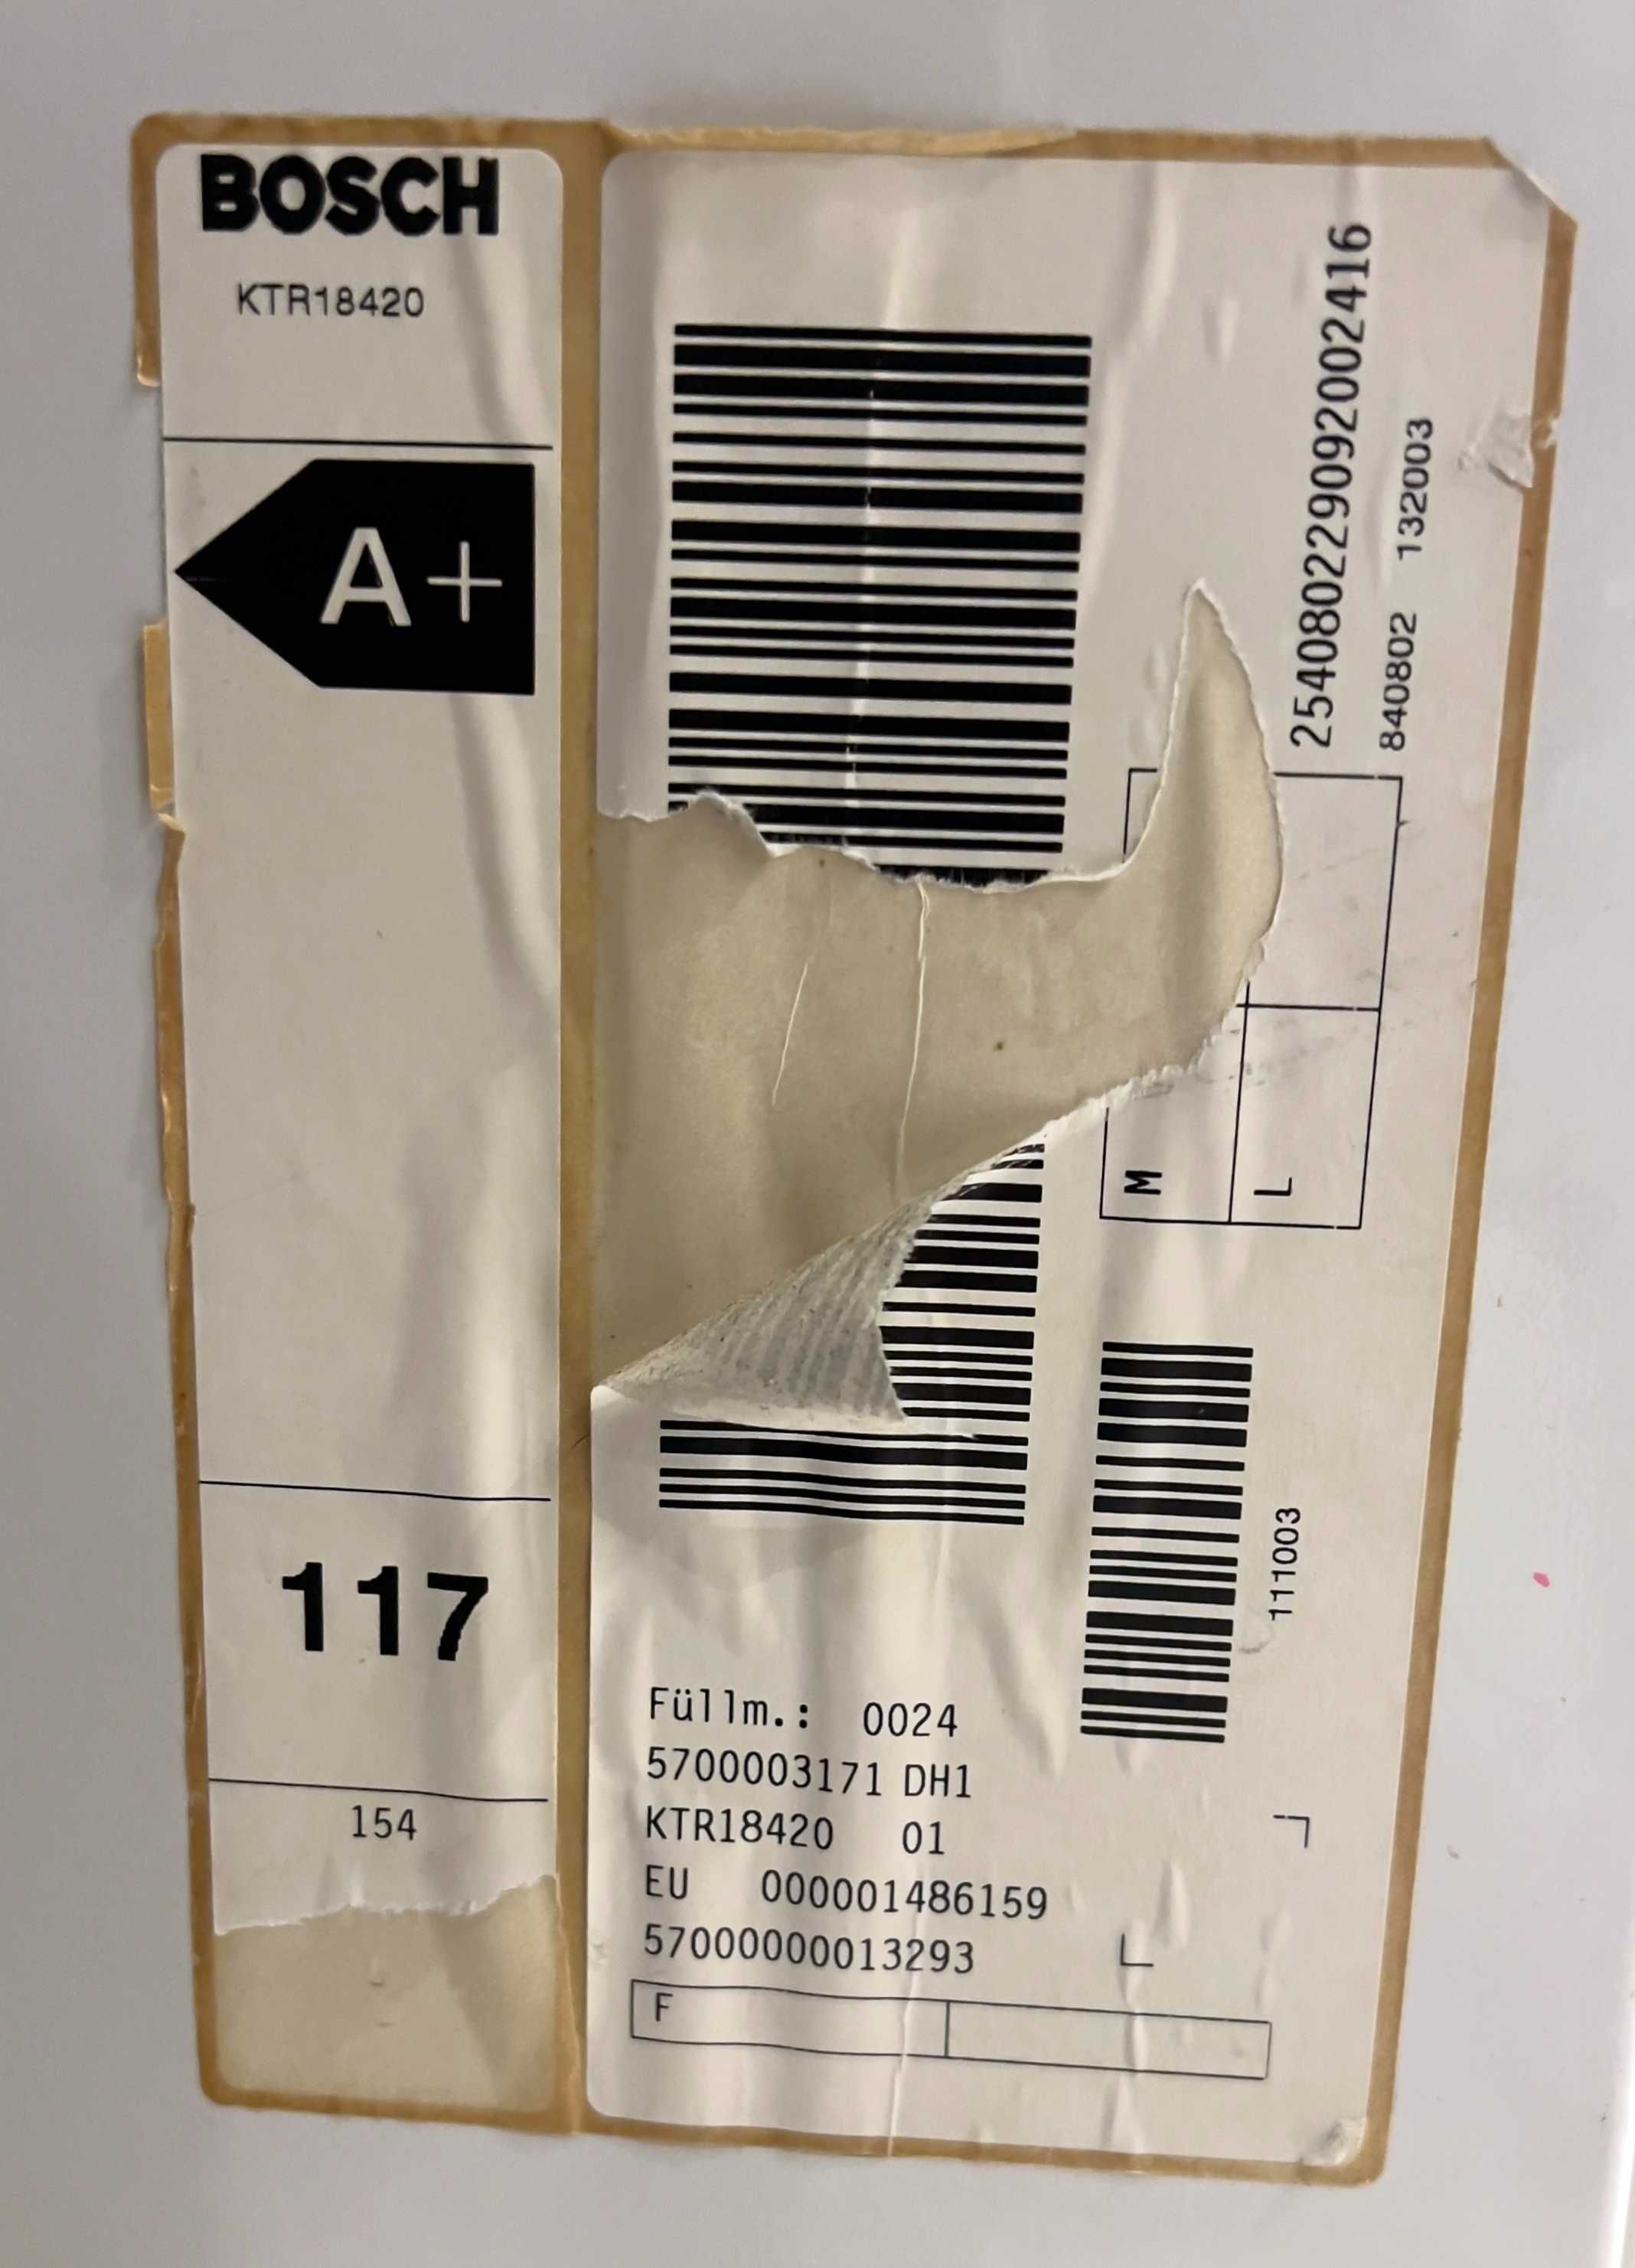 BOSCH
KTR18420
A+
117
154
254080229092002416
840802 132003
M
L
111003
Füllm.: 0024
5700003171 DH1
KTR18420 01
EU 000001486159
57000000013293
F